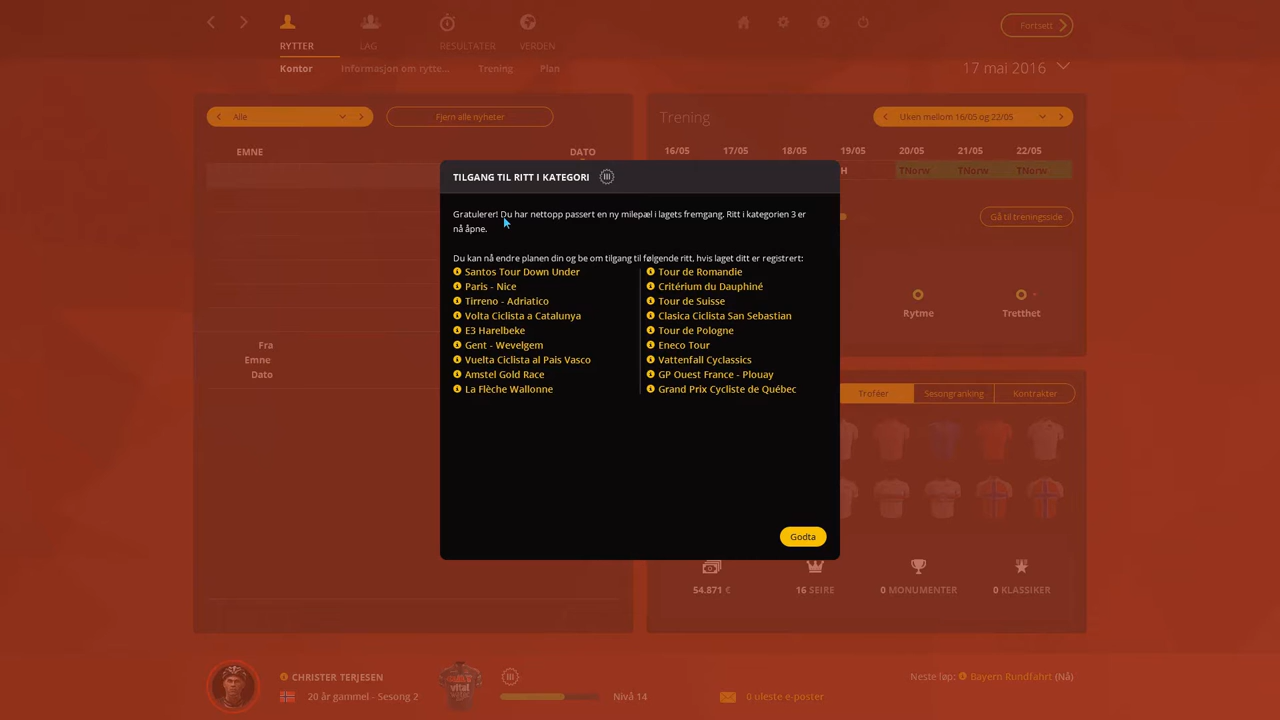 RYTTER
LAG
RESULTATER
VERDEN
Fortsett
Kontor
Informasjon om rytte...
Trening
Plan
17 mai 2016
Alle
Fjern alle nyheter
EMNE
DATO
Fra
Emne
Dato
Trening
Uken mellom 16/05 og 22/05
16/05 17/05 18/05 19/05 20/05 21/05 22/05
H TNorw TNorw TNorw
Gå til treningsside
Rytme
Tretthet
TILGANG TIL RITT I KATEGORI III
Gratulerer! Du har nettopp passert en ny milepæl i lagets fremgang. Ritt i kategorien 3 er
nå åpne.
Du kan nå endre planen din og be om tilgang til følgende ritt, hvis laget ditt er registrert:
Santos Tour Down Under
Paris - Nice
Tirreno - Adriatico
Volta Ciclista a Catalunya
E3 Harelbeke
Gent - Wevelgem
Vuelta Ciclista al Pais Vasco
Amstel Gold Race
La Flèche Wallonne
Tour de Romandie
Critérium du Dauphiné
Tour de Suisse
Clasica Ciclista San Sebastian
Tour de Pologne
Eneco Tour
Vattenfall Cyclassics
GP Ouest France - Plouay
Grand Prix Cycliste de Québec
Godta
Troféer
Sesongranking
Kontrakter
54.871 €
16 SEIRE
0 MONUMENTER
0 KLASSIKER
CHRISTER TERJESEN
20 år gammel - Sesong 2
vital
III
Nivå 14
0 uleste e-poster
Neste løp: Bayern Rundfahrt (Nå)